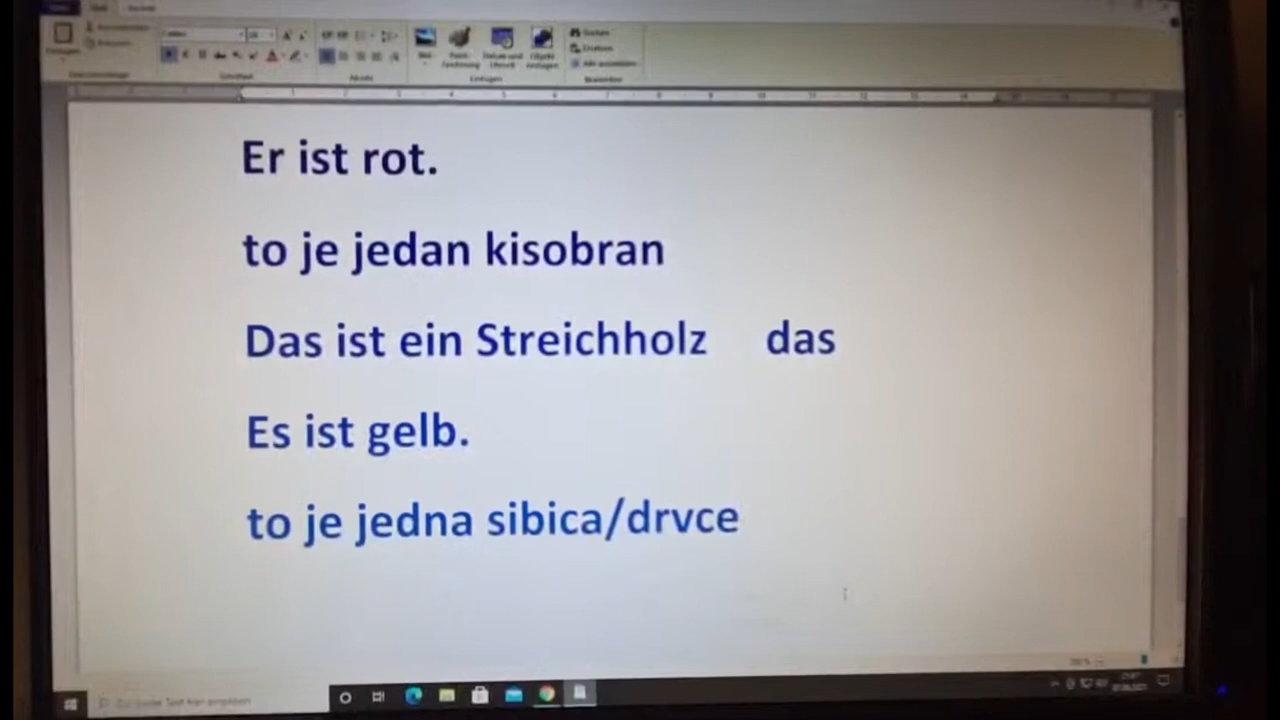 Er ist rot.
to je jedan kisobran
Das ist ein Streichholz das
Es ist gelb.
to je jedna sibica/drvce